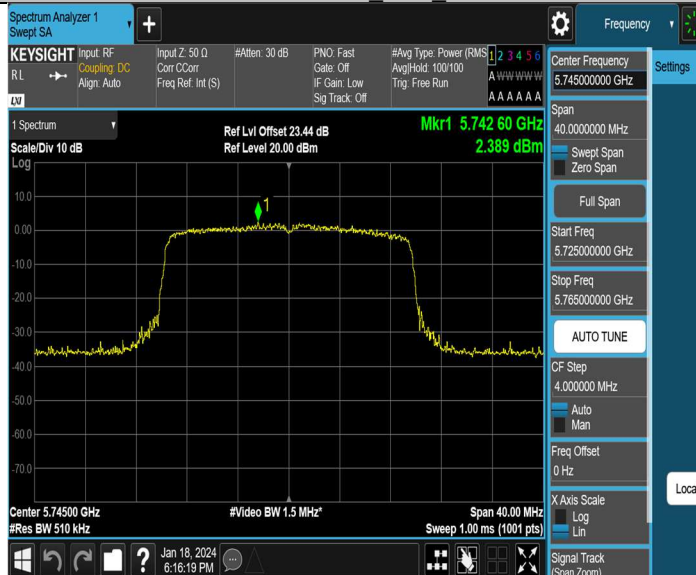 Spectrum Analyzer 1
Swept SA
Frequency
KEYSIGHT
RL
LXI
Input: RF
Coupling: DC
Align: Auto
Input Z: 50 Ω
Corr CCorr
Freq Ref: Int (S)
#Atten: 30 dB
PNO: Fast
Gate: Off
IF Gain: Low
Sig Track: Off
#Avg Type: Power (RMS
Avg|Hold: 100/100
Trig: Free Run
1 2 3 4 5 6
A W W W W W
A A A A A A
1 Spectrum
Scale/Div 10 dB
Ref Lvl Offset 23.44 dB
Ref Level 20.00 dBm
Mkr1 5.742 60 GHz
2.389 dBm
Log
10.0
0.00
-10.0
-20.0
-30.0
-40.0
-50.0
-60.0
-70.0
1
Center 5.74500 GHz
#Res BW 510 kHz
#Video BW 1.5 MHz*
Span 40.00 MHz
Sweep 1.00 ms (1001 pts)
?
Jan 18, 2024
6:16:19 PM
Center Frequency
5.745000000 GHz
Span
40.0000000 MHz
Swept Span
Zero Span
Full Span
Start Freq
5.725000000 GHz
Stop Freq
5.765000000 GHz
AUTO TUNE
CF Step
4.000000 MHz
Auto
Man
Freq Offset
0 Hz
X Axis Scale
Log
Lin
Signal Track
(Span Zoom)
Settings
Loca